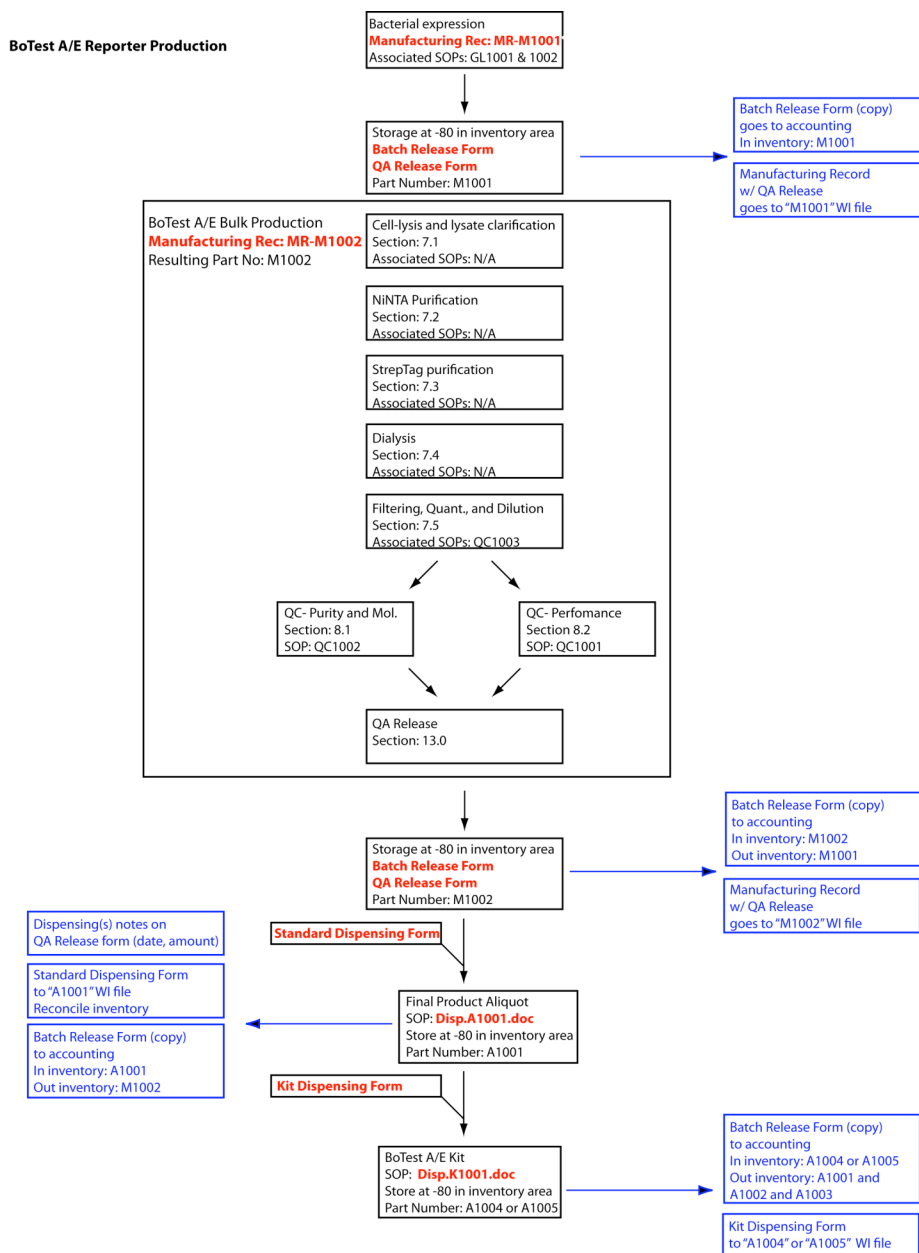 BoTest A/E Reporter Production
Bacterial expression
Manufacturing Rec: MR-M1001
Associated SOPs: GL1001 & 1002
Storage at -80 in inventory area
Batch Release Form
QA Release Form
Part Number: M1001
Batch Release Form (copy)
goes to accounting
In inventory: M1001
Manufacturing Record
w/ QA Release
goes to "M1001" WI file
BoTest A/E Bulk Production
Manufacturing Rec: MR-M1002
Resulting Part No: M1002
Cell-lysis and lysate clarification
Section: 7.1
Associated SOPs: N/A
NiNTA Purification
Section: 7.2
Associated SOPs: N/A
StrepTag purification
Section: 7.3
Associated SOPs: N/A
Dialysis
Section: 7.4
Associated SOPs: N/A
Filtering, Quant., and Dilution
Section: 7.5
Associated SOPs: QC1003
QC- Purity and Mol.
Section: 8.1
SOP: QC1002
QC- Perfomance
Section 8.2
SOP: QC1001
QA Release
Section: 13.0
Storage at -80 in inventory area
Batch Release Form
QA Release Form
Part Number: M1002
Batch Release Form (copy)
to accounting
In inventory: M1002
Out inventory: M1001
Manufacturing Record
w/ QA Release
goes to "M1002" WI file
Standard Dispensing Form
Dispensing(s) notes on
QA Release form (date, amount)
Standard Dispensing Form
to "A1001" WI file
Reconcile inventory
Batch Release Form (copy)
to accounting
In inventory: A1001
Out inventory: M1002
Final Product Aliquot
SOP: Disp.A1001.doc
Store at -80 in inventory area
Part Number: A1001
Kit Dispensing Form
BoTest A/E Kit
SOP: Disp.K1001.doc
Store at -80 in inventory area
Part Number: A1004 or A1005
Batch Release Form (copy)
to accounting
In inventory: A1004 or A1005
Out inventory: A1001 and
A1002 and A1003
Kit Dispensing Form
to "A1004" or "A1005" WI file